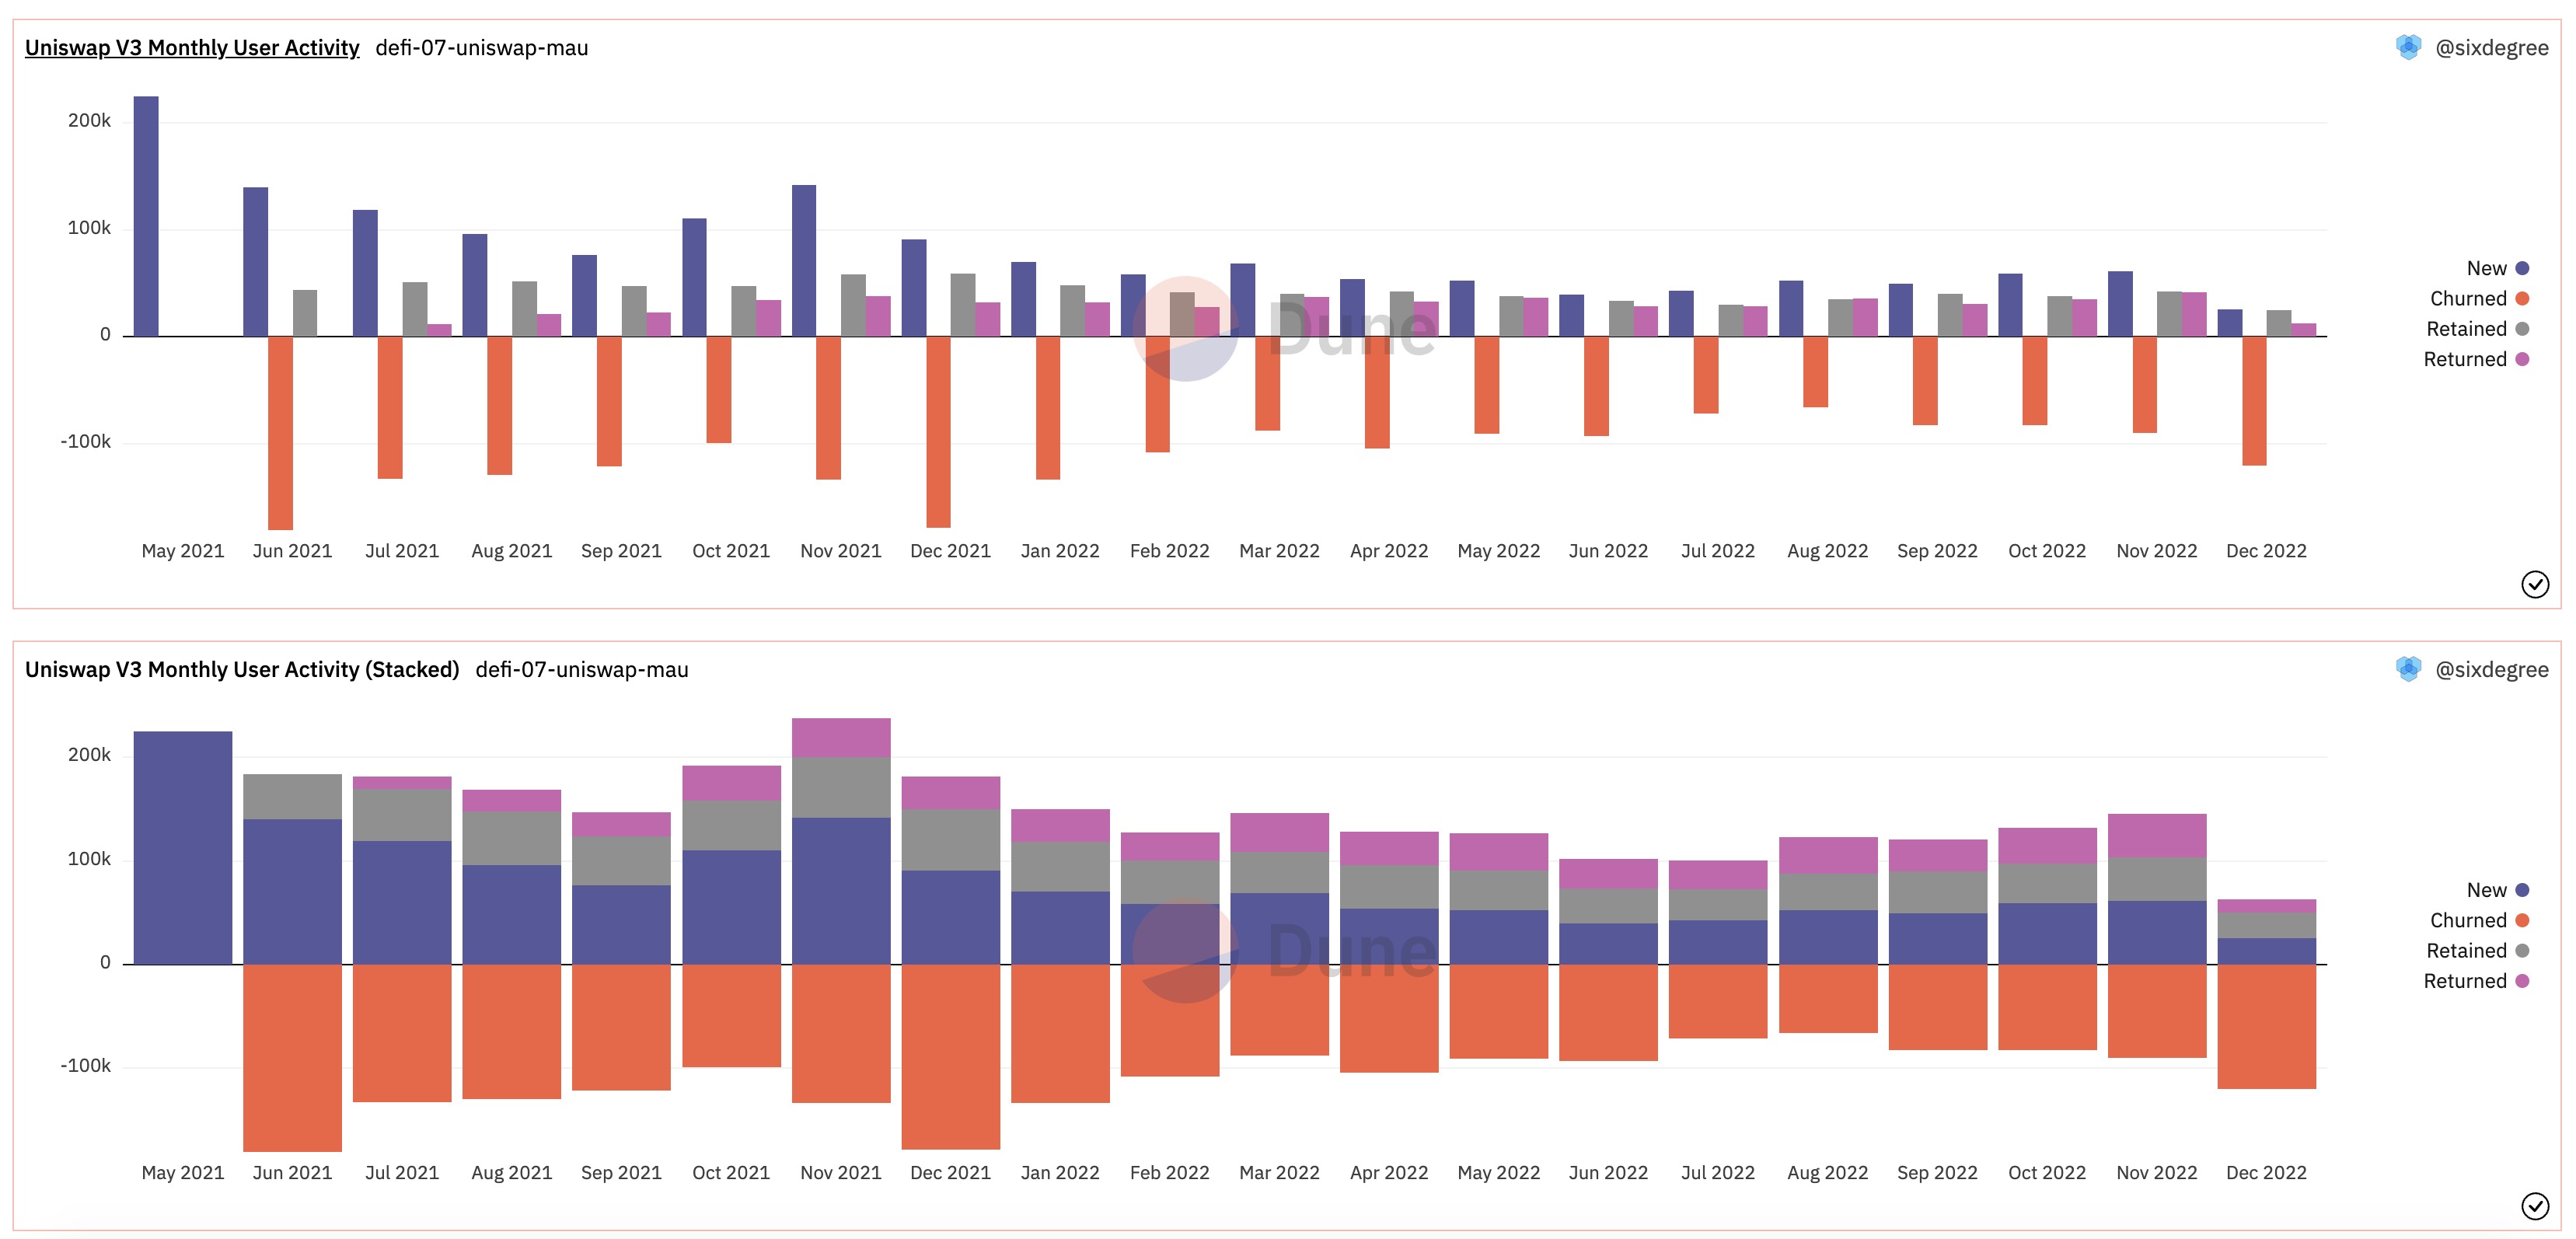 Uniswap V3 Monthly User Activity defi-07-uniswap-mau @sixdegree
200k
100k
0
-100k
May 2021 Jun 2021 Jul 2021 Aug 2021 Sep 2021 Oct 2021 Nov 2021 Dec 2021 Jan 2022 Feb 2022 Mar 2022 Apr 2022 May 2022 Jun 2022 Jul 2022 Aug 2022 Sep 2022 Oct 2022 Nov 2022 Dec 2022
New
Churned
Retained
Returned
Dune
Uniswap V3 Monthly User Activity (Stacked) defi-07-uniswap-mau @sixdegree
200k
100k
0
-100k
May 2021 Jun 2021 Jul 2021 Aug 2021 Sep 2021 Oct 2021 Nov 2021 Dec 2021 Jan 2022 Feb 2022 Mar 2022 Apr 2022 May 2022 Jun 2022 Jul 2022 Aug 2022 Sep 2022 Oct 2022 Nov 2022 Dec 2022
New
Churned
Retained
Returned
Dune